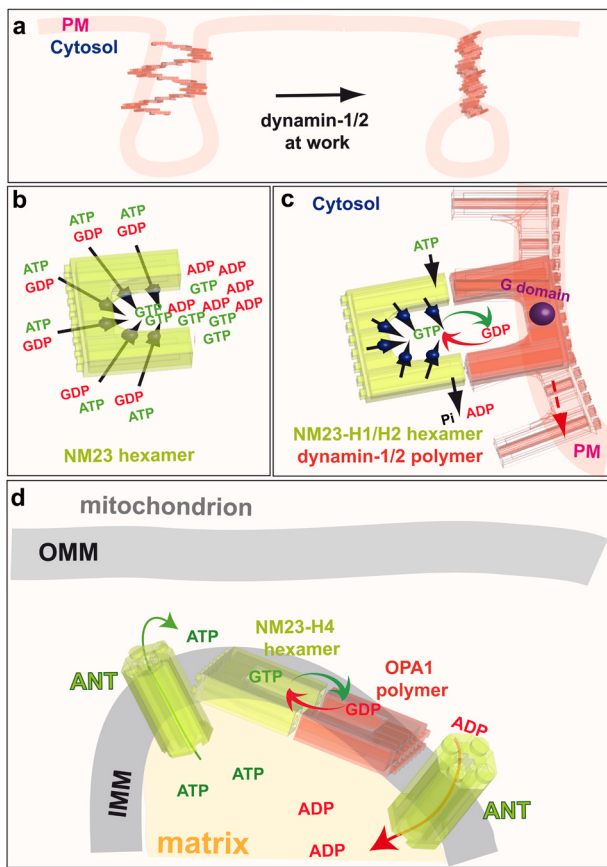 a
PM
Cytosol
dynamin-1/2
at work
b
ATP
ATP
GDP
GDP
ATP
GDP
ADP
ADP
GTP
ADP
GTP
ADP
ADP
ADP
GTP
GTP
GTP
ADP
GTP
ATP
GDP
GDP
GDP
ATP
ATP
NM23 hexamer
c
Cytosol
ATP
G domain
GTP
GDP
Pi
ADP
NM23-H1/H2 hexamer
dynamin-1/2 polymer
PM
d
mitochondrion
OMM
ATP
NM23-H4
hexamer
ANT
GTP
OPA1
polymer
GDP
ADP
IMM
ATP
ATP
ADP
ANT
matrix
ADP